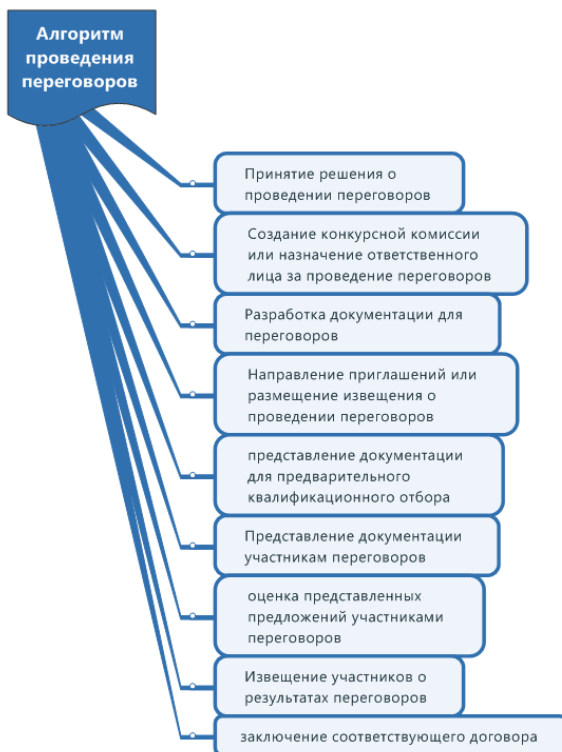 Алгоритм
проведения
переговоров
Принятие решения о
проведении переговоров
Создание конкурсной комиссии
или назначение ответственного
лица за проведение переговоров
Разработка документации для
переговоров
Направление приглашений или
размещение извещения о
проведении переговоров
представление документации
для предварительного
квалификационного отбора
Представление документации
участникам переговоров
оценка представленных
предложений участниками
переговоров
Извещение участников о
результатах переговоров
заключение соответствующего договора